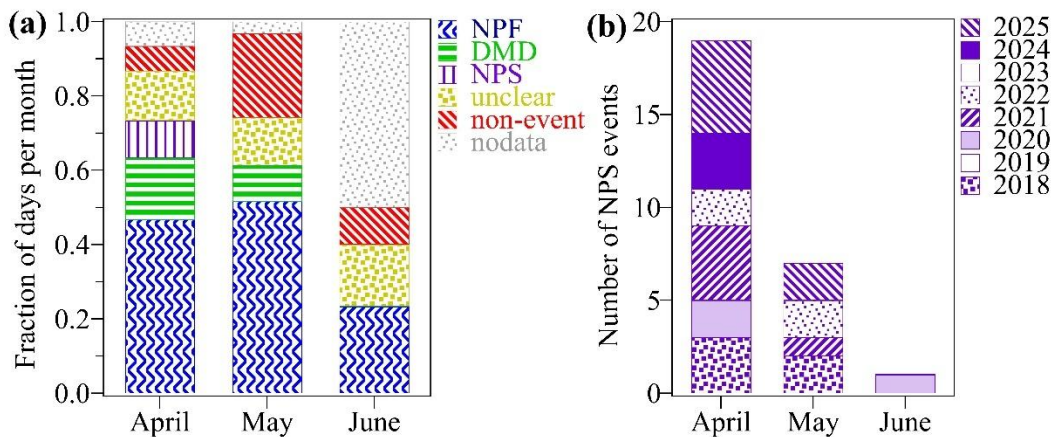 (a)
Fraction of days per month
1.0
0.8
0.6
0.4
0.2
0.0
April May June
NPF
DMD
NPS
unclear
non-event
nodata
(b)
Number of NPS events
20
15
10
5
0
April May June
2025
2024
2023
2022
2021
2020
2019
2018